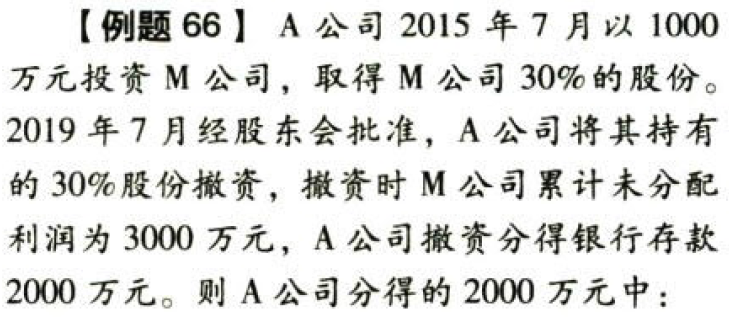 【例题 66】 A 公司 2015 年 7 月以 1000
万元投资 M 公司，取得 M 公司 30%的股份。
2019 年 7 月经股东会批准，A 公司将其持有
的 30%股份撤资，撤资时 M 公司累计未分配
利润为 3000 万元，A 公司撤资分得银行存款
2000 万元。则 A 公司分得的 2000 万元中：